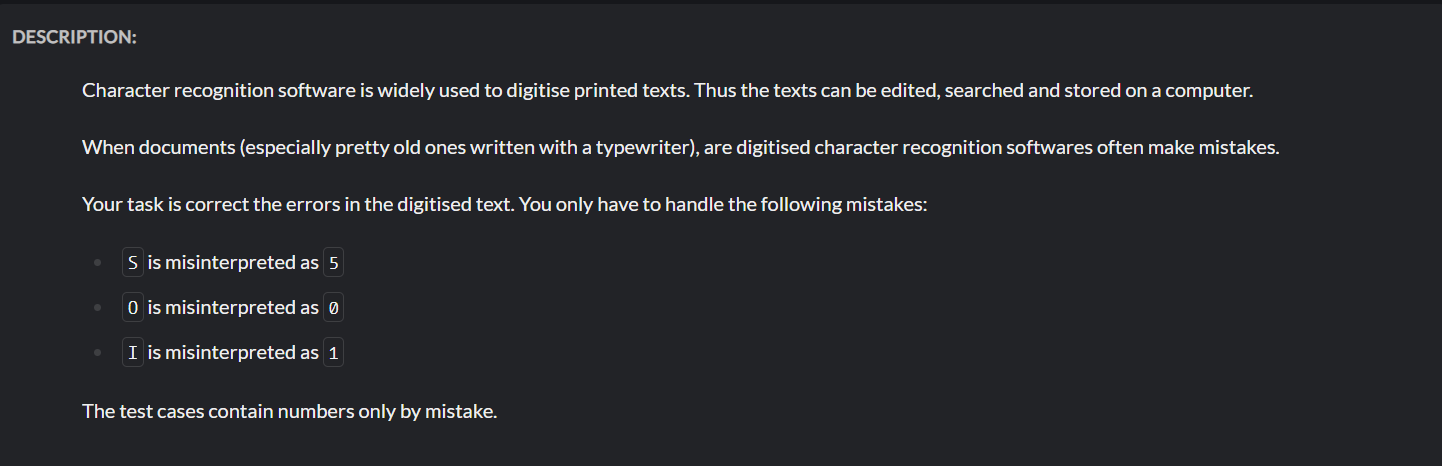 DESCRIPTION:
Character recognition software is widely used to digitise printed texts. Thus the texts can be edited, searched and stored on a computer.
When documents (especially pretty old ones written with a typewriter), are digitised character recognition softwares often make mistakes.
Your task is correct the errors in the digitised text. You only have to handle the following mistakes:
S is misinterpreted as 5
O is misinterpreted as 0
I is misinterpreted as 1
The test cases contain numbers only by mistake.